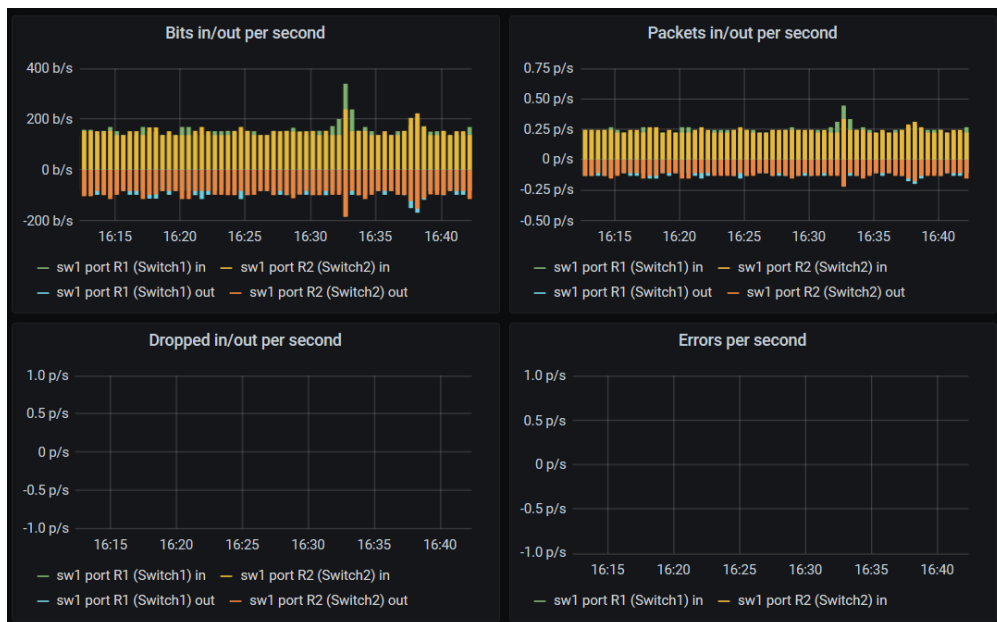 Bits in/out per second
400 b/s
200 b/s
0 b/s
-200 b/s
16:15 16:20 16:25 16:30 16:35 16:40
sw1 port R1 (Switch1) in sw1 port R2 (Switch2) in
sw1 port R1 (Switch1) out sw1 port R2 (Switch2) out
Packets in/out per second
0.75 p/s
0.50 p/s
0.25 p/s
0 p/s
-0.25 p/s
-0.50 p/s
16:15 16:20 16:25 16:30 16:35 16:40
sw1 port R1 (Switch1) in sw1 port R2 (Switch2) in
sw1 port R1 (Switch1) out sw1 port R2 (Switch2) out
Dropped in/out per second
1.0 p/s
0.5 p/s
0 p/s
-0.5 p/s
-1.0 p/s
16:15 16:20 16:25 16:30 16:35 16:40
sw1 port R1 (Switch1) in sw1 port R2 (Switch2) in
sw1 port R1 (Switch1) out sw1 port R2 (Switch2) out
Errors per second
1.0 p/s
0.5 p/s
0 p/s
-0.5 p/s
-1.0 p/s
16:15 16:20 16:25 16:30 16:35 16:40
sw1 port R1 (Switch1) in sw1 port R2 (Switch2) in